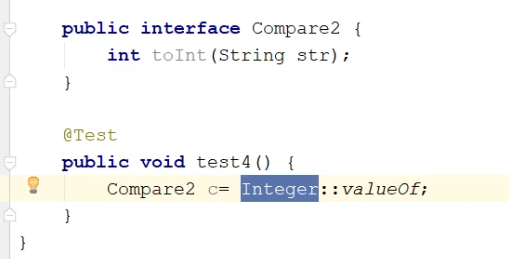 public interface Compare2 {
int toInt(String str);
}
@Test
public void test4() {
Compare2 c= Integer::valueOf;
}
}